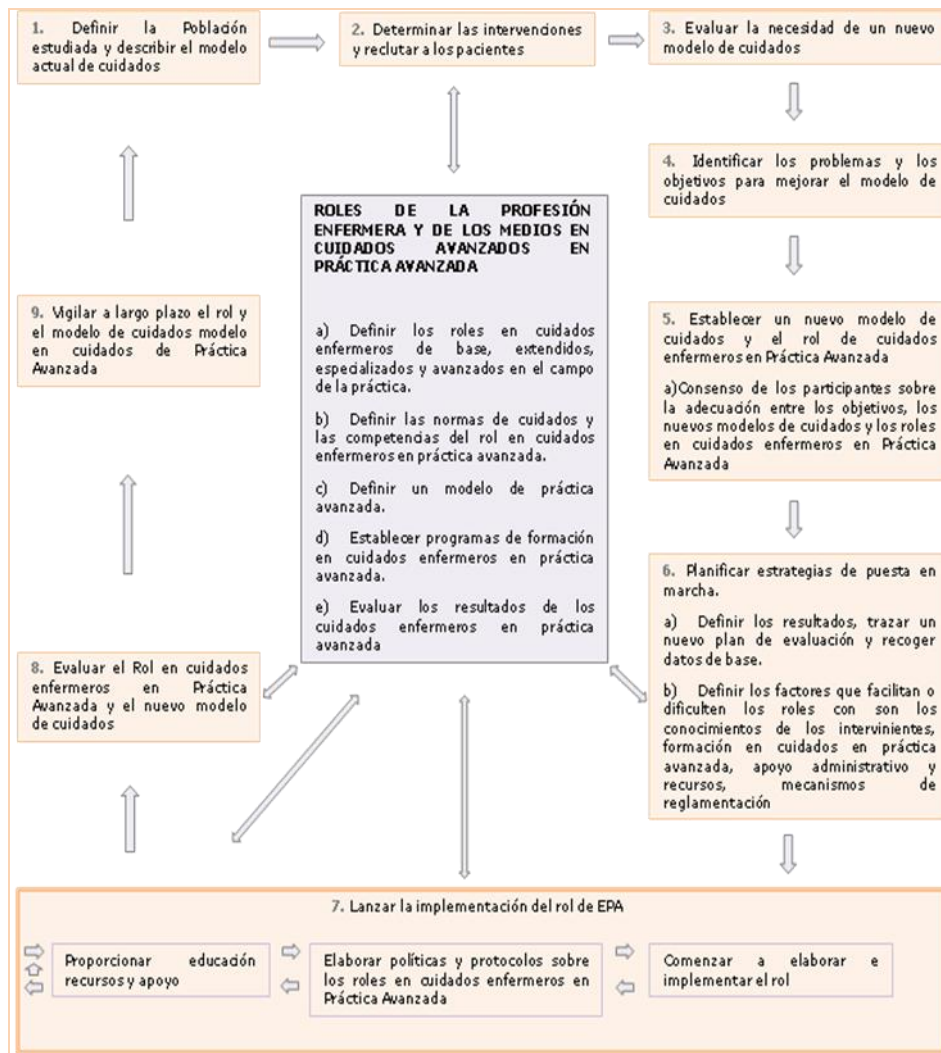 1. Definir la Población
estudiada y describir el modelo
actual de cuidados
2. Determinar las intervenciones
y reclutar a los pacientes
3. Evaluar la necesidad de un nuevo
modelo de cuidados
4. Identificar los problemas y los
objetivos para mejorar el modelo de
cuidados
ROLES DE LA PROFESIÓN
ENFERMERA Y DE LOS MEDIOS EN
CUIDADOS AVANZADOS EN
PRÁCTICA AVANZADA
a) Definir los roles en cuidados
enfermeros de base, extendidos,
especializados y avanzados en el campo
de la práctica.
b) Definir las normas de cuidados y
las competencias del rol en cuidados
enfermeros en práctica avanzada.
c) Definir un modelo de práctica
avanzada.
d) Establecer programas de formación
en cuidados enfermeros en práctica
avanzada.
e) Evaluar los resultados de los
cuidados enfermeros en práctica
avanzada
5. Establecer un nuevo modelo de
cuidados y el rol de cuidados
enfermeros en Práctica Avanzada
a)Consenso de los participantes sobre
la adecuación entre los objetivos, los
nuevos modelos de cuidados y los roles
en cuidados enfermeros en Práctica
Avanzada
6. Planificar estrategias de puesta en
marcha.
a) Definir los resultados, trazar un
nuevo plan de evaluación y recoger
datos de base.
b) Definir los factores que facilitan o
dificulten los roles con son los
conocimientos de los intervinientes,
formación en cuidados en práctica
avanzada, apoyo administrativo y
recursos, mecanismos de
reglamentación
9. Vigilar a largo plazo el rol y
el modelo de cuidados modelo
en cuidados de Práctica
Avanzada
8. Evaluar el Rol en cuidados
enfermeros en Práctica
Avanzada y el nuevo modelo
de cuidados
7. Lanzar la implementación del rol de EPA
Proporcionar educación
recursos y apoyo
Elaborar políticas y protocolos sobre
los roles en cuidados enfermeros en
Práctica Avanzada
Comenzar a elaborar e
implementar el rol